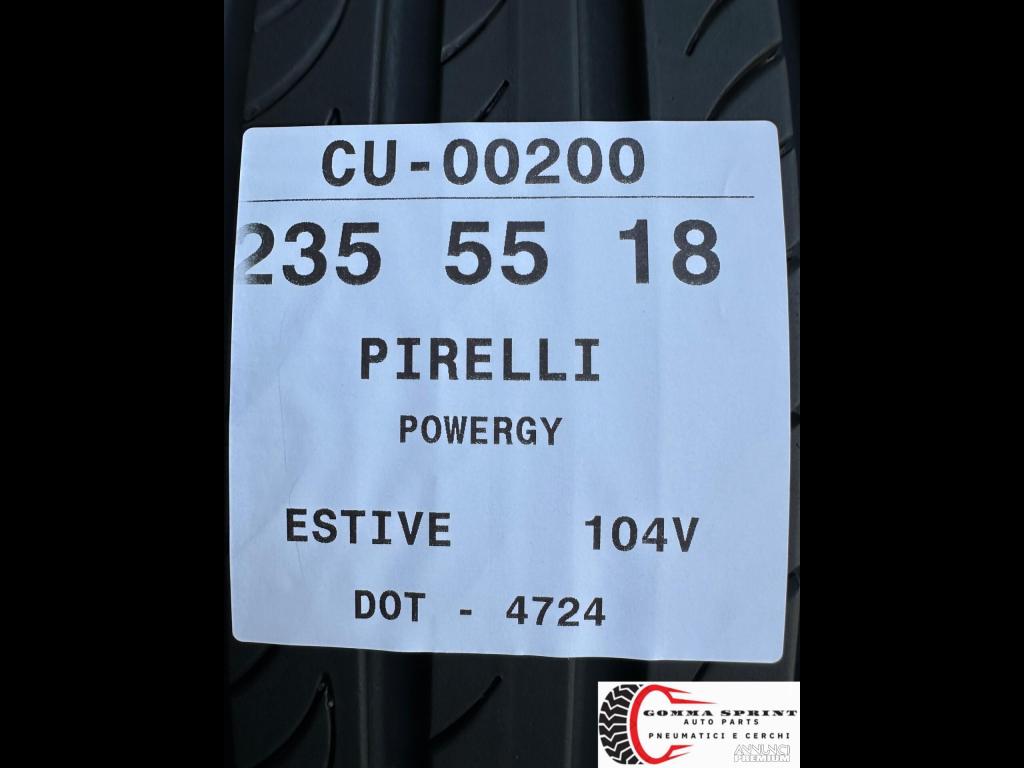 CU-00200
235 55 18
PIRELLI
POWERGY
ESTIVE 104V
DOT - 4724
GOMMA SPRINT
AUTO PARTS
PNEUMATICI E CERCHI
ANNUNCI
PREMIUM